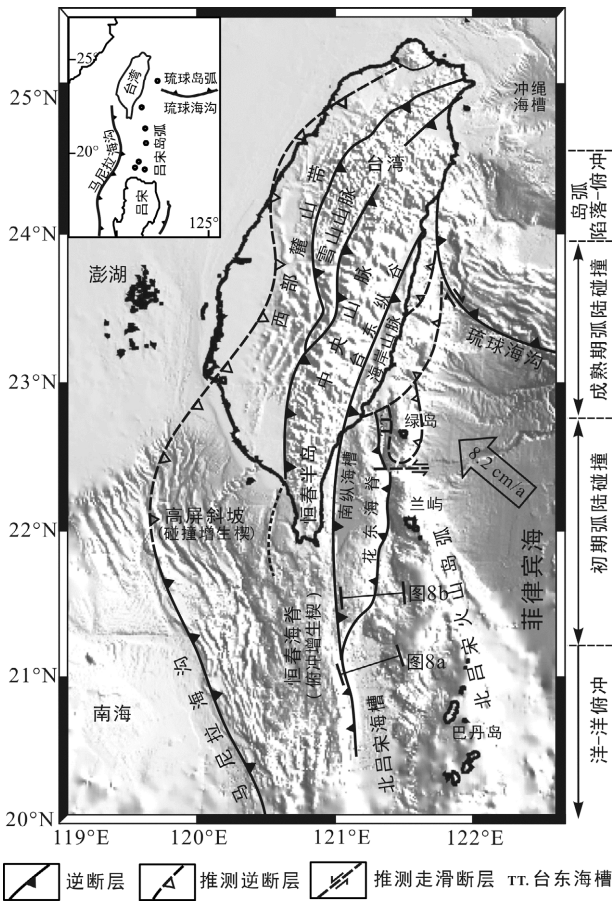 25°
台湾
琉球岛弧
琉球海沟
马尼拉海沟
20°
吕宋岛弧
吕宋
125°
25°N
24°N
23°N
22°N
21°N
20°N
119°E
120°E
121°E
122°E
冲绳
海槽
台湾
澎湖
西部麓山带
雪山山脉
中央山脉
台东纵谷
海岸山脉
琉球海沟
绿岛
TT
8.2 cm/a
恒春半岛
南纵海槽
花东海脊
兰屿
高屏斜坡
(碰撞增生楔)
恒春海脊
(俯冲增生楔)
图8b
图8a
北吕宋火山岛弧
菲律宾海
南海
马尼拉海沟
北吕宋海槽
巴丹岛
岛弧
陷落-俯冲
成熟期弧陆碰撞
初期弧陆碰撞
洋-洋俯冲
逆断层
推测逆断层
推测走滑断层
TT. 台东海槽